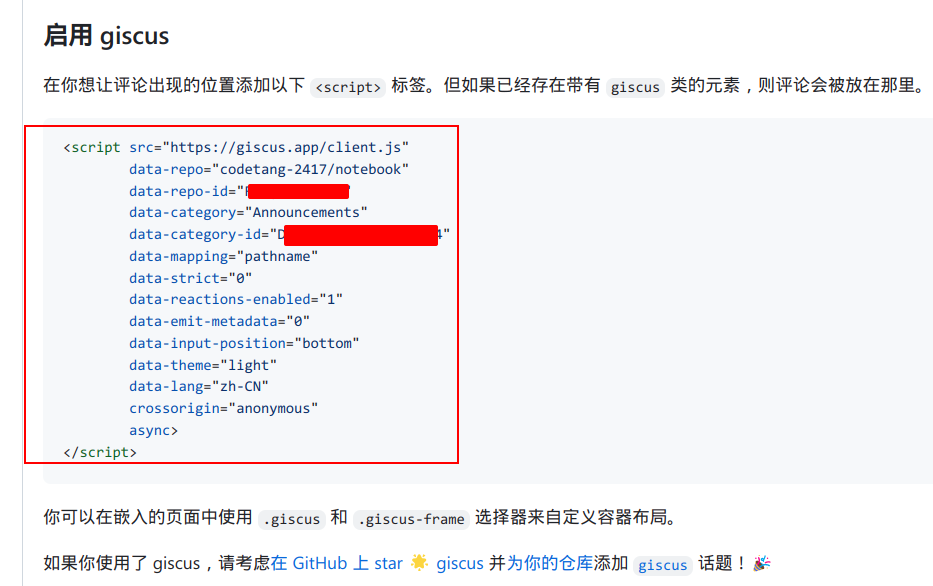 启用 giscus
在你想让评论出现的位置添加以下 <script> 标签。但如果已经存在带有 giscus 类的元素，则评论会被放在那里。
<script src="https://giscus.app/client.js"
data-repo="codetang-2417/notebook"
data-repo-id="
data-category="Announcements"
data-category-id="D 4"
data-mapping="pathname"
data-strict="0"
data-reactions-enabled="1"
data-emit-metadata="0"
data-input-position="bottom"
data-theme="light"
data-lang="zh-CN"
crossorigin="anonymous"
async>
</script>
你可以在嵌入的页面中使用 .giscus 和 .giscus-frame 选择器来自定义容器布局。
如果你使用了 giscus，请考虑在 GitHub 上 star 🌟 giscus 并为你的仓库添加 giscus 话题！🎉